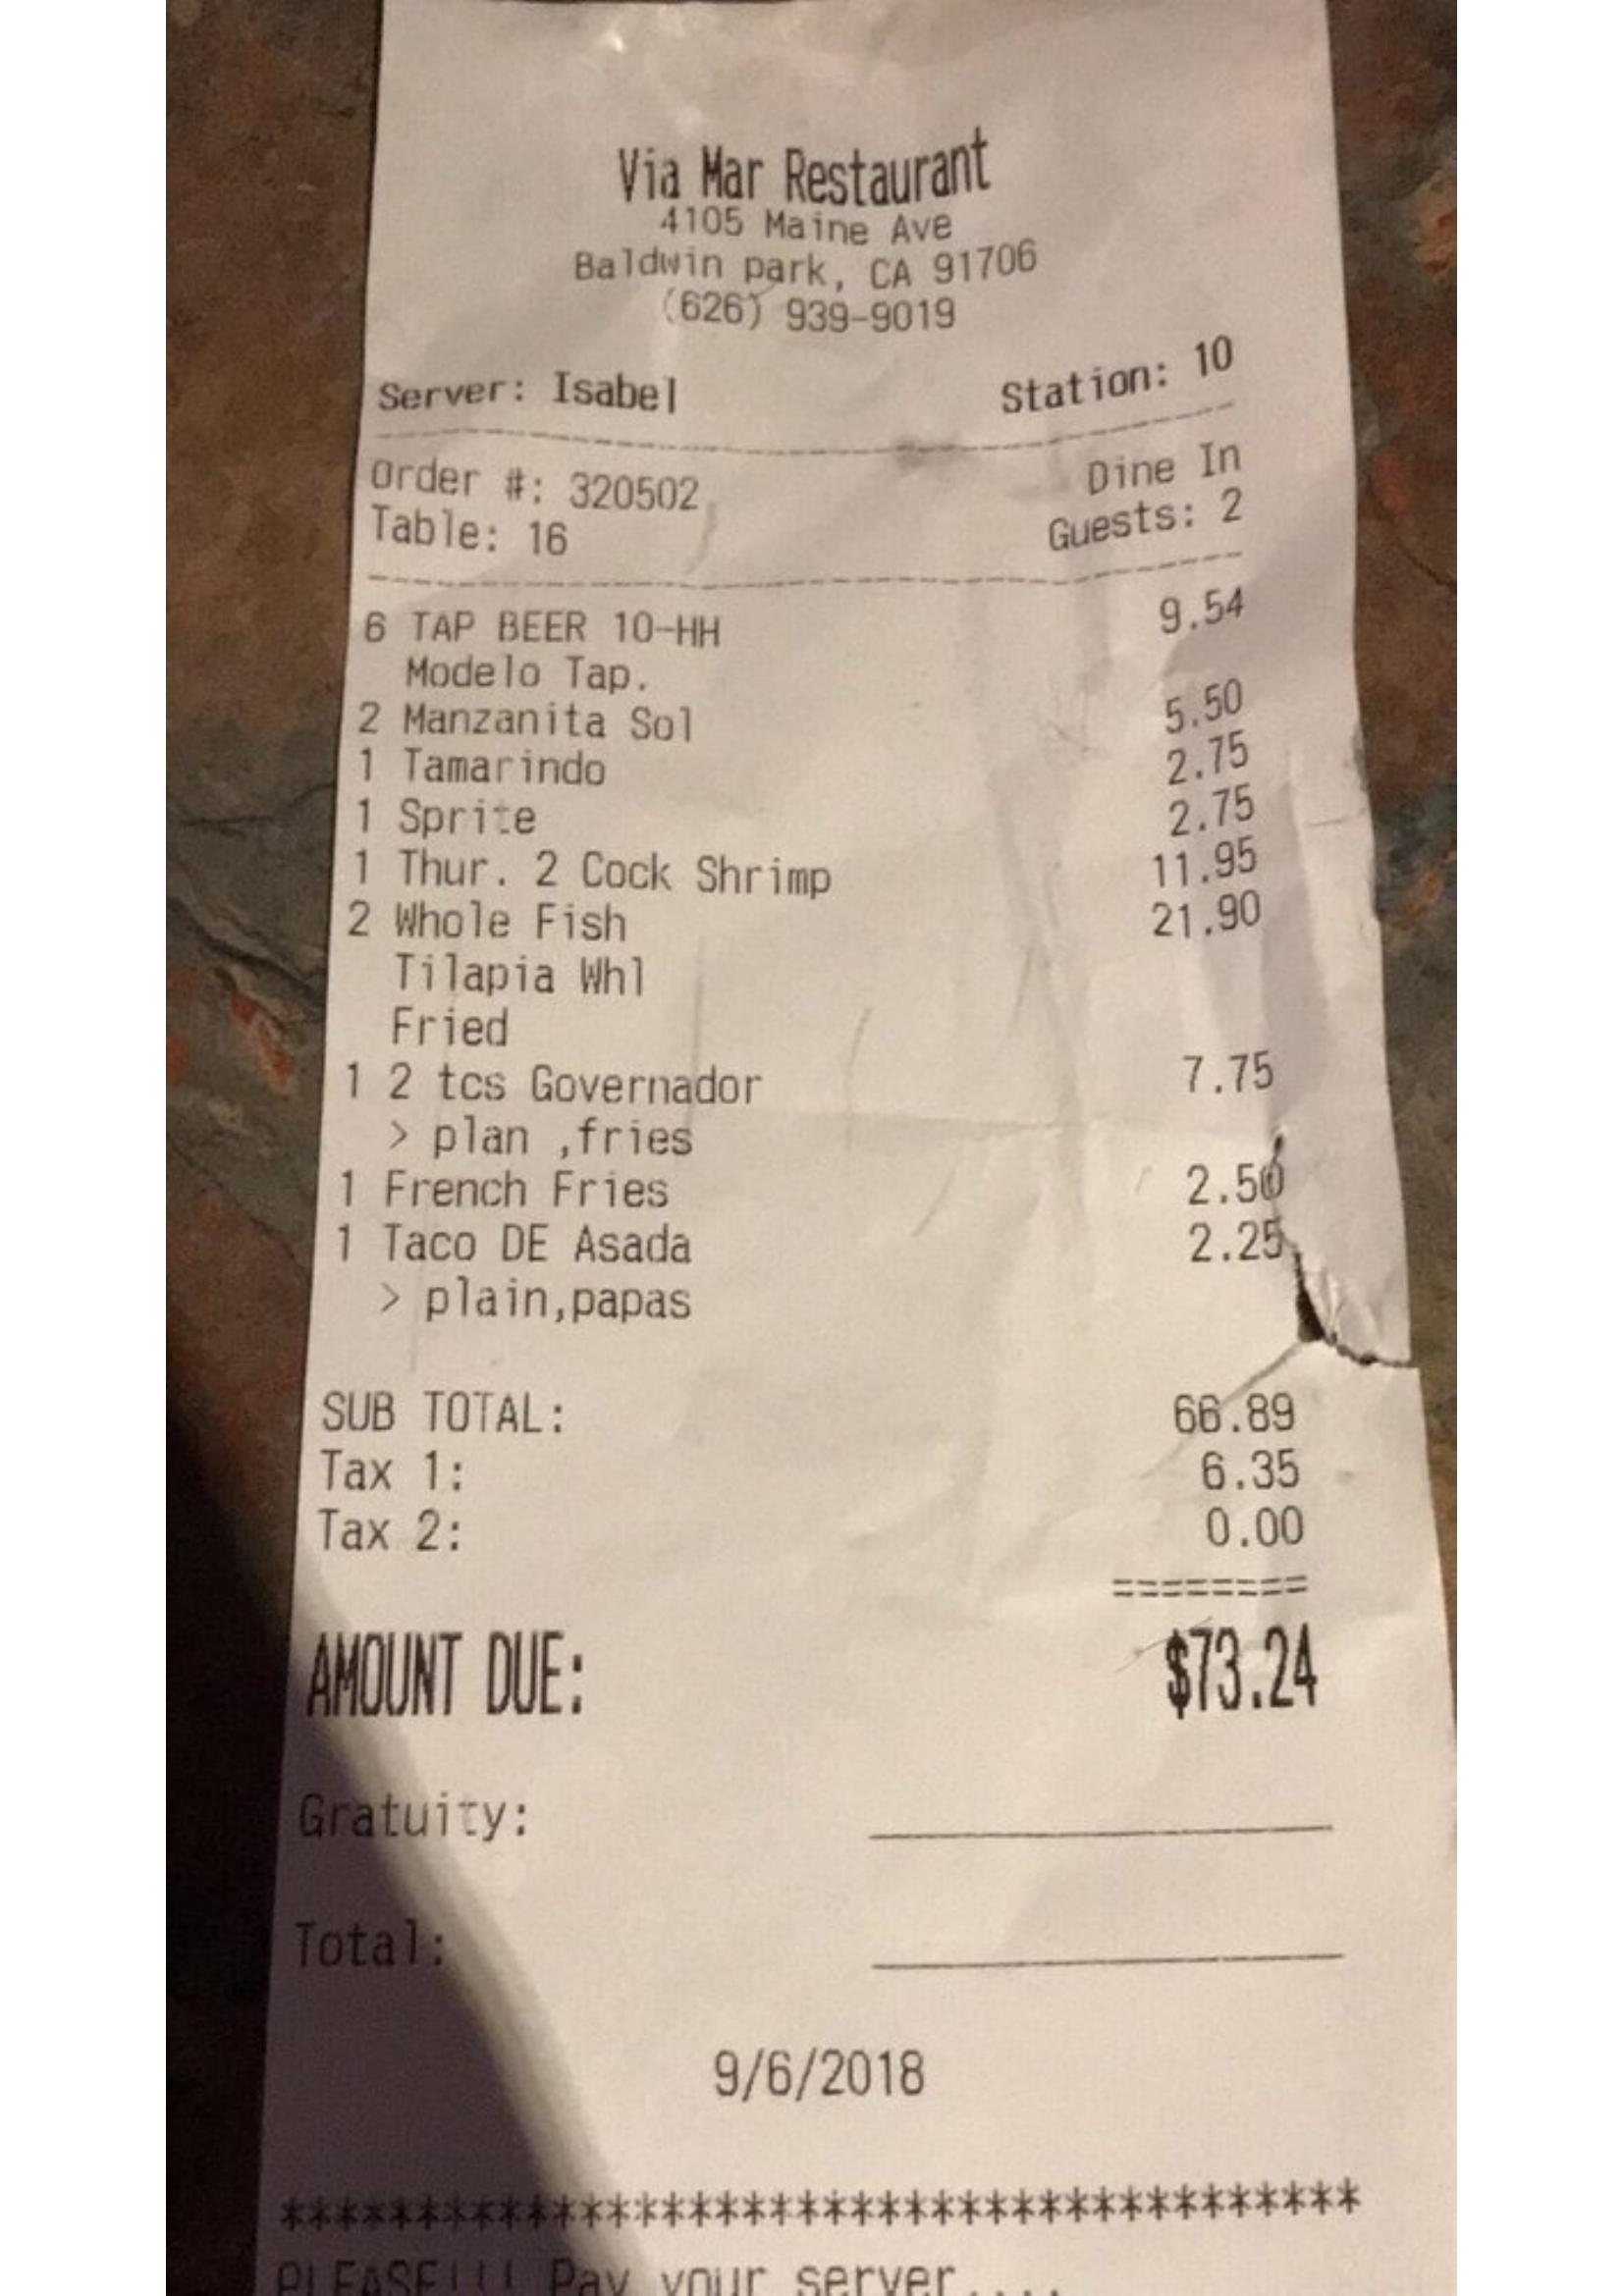 Via Mar Restaurant
4105 Maine Ave
Baldwin park, CA 91706
(626) 939-9019
Server: Isabel Station: 10
Order #: 320502 Dine In
Table: 16 Guests: 2
6 TAP BEER 10-HH 9.54
Modelo Tap.
2 Manzanita Sol 5.50
1 Tamarindo 2.75
1 Sprite 2.75
1 Thur. 2 Cock Shrimp 11.95
2 Whole Fish 21.90
Tilapia Whl
Fried
1 2 tcs Governador 7.75
> plan ,fries
1 French Fries 2.50
1 Taco DE Asada 2.25
> plain,papas
SUB TOTAL: 66.89
Tax 1: 6.35
Tax 2: 0.00
========
AMOUNT DUE: $73.24
Gratuity:
Total:
9/6/2018
****************************************
PLEASE!!! Pay your server....